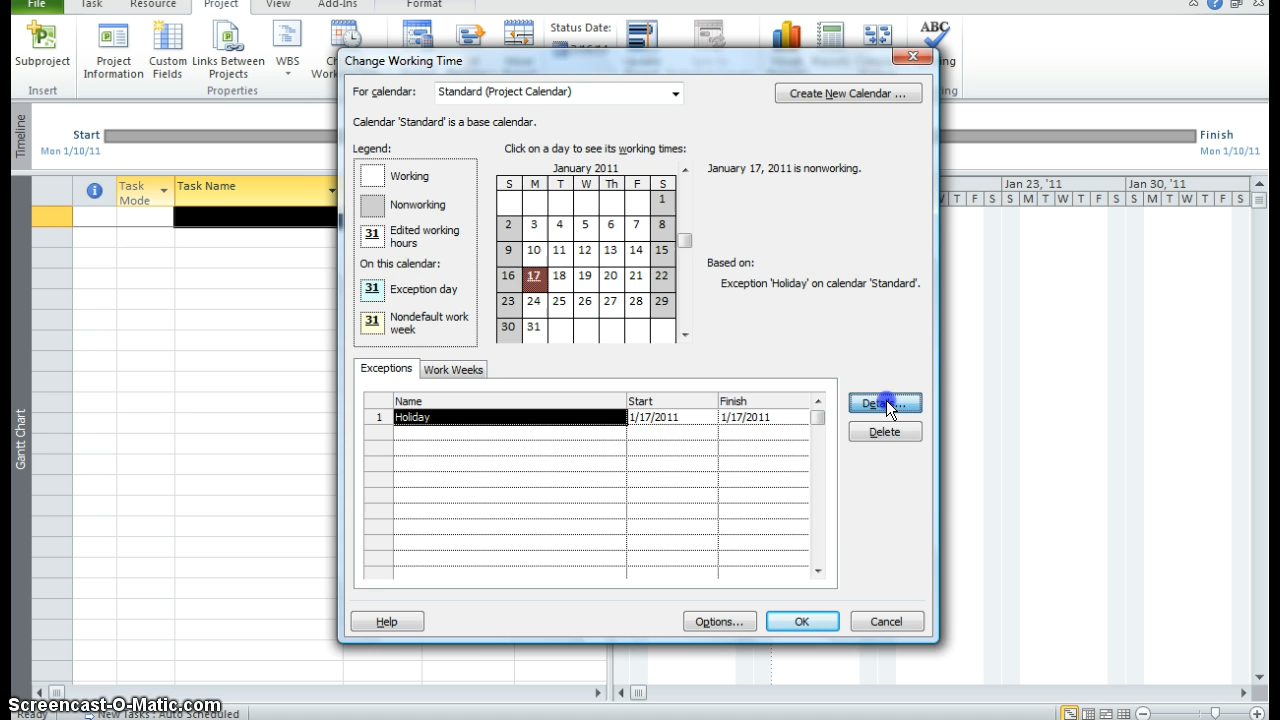 File Task Resource Project View Add-Ins Format
Subproject
Project Information
Custom Fields
Links Between Projects
WBS
Status Date:
ABC
Insert
Properties
Timeline
Start
Mon 1/10/11
Finish
Mon 1/10/11
Task Mode
Task Name
Jan 23, '11
Jan 30, '11
T F S S M T W T F S S M T W T F S
Gantt Chart
Change Working Time
For calendar: Standard (Project Calendar)
Create New Calendar ...
Calendar 'Standard' is a base calendar.
Legend:
Working
Nonworking
31 Edited working hours
On this calendar:
31 Exception day
31 Nondefault work week
Click on a day to see its working times:
January 2011
S M T W Th F S
1
2 3 4 5 6 7 8
9 10 11 12 13 14 15
16 17 18 19 20 21 22
23 24 25 26 27 28 29
30 31
January 17, 2011 is nonworking.
Based on:
Exception 'Holiday' on calendar 'Standard'.
Exceptions
Work Weeks
Name Start Finish
1 Holiday 1/17/2011 1/17/2011
Delete
Help
Options...
OK
Cancel
Screencast-O-Matic.com
Ready
New Tasks : Auto Scheduled